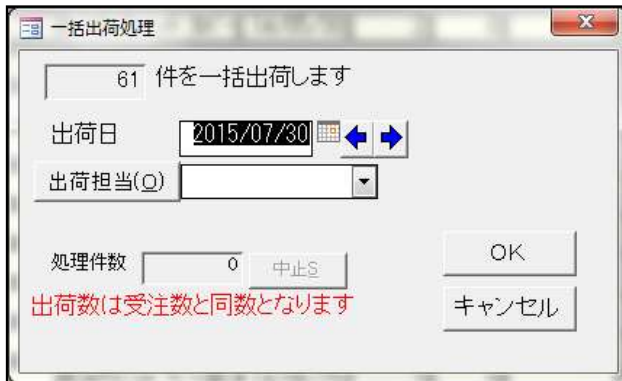 一括出荷処理
61 件を一括出荷します
出荷日 2015/07/30
出荷担当(O)
処理件数 0 中止S
OK
出荷数は受注数と同数となります
キャンセル